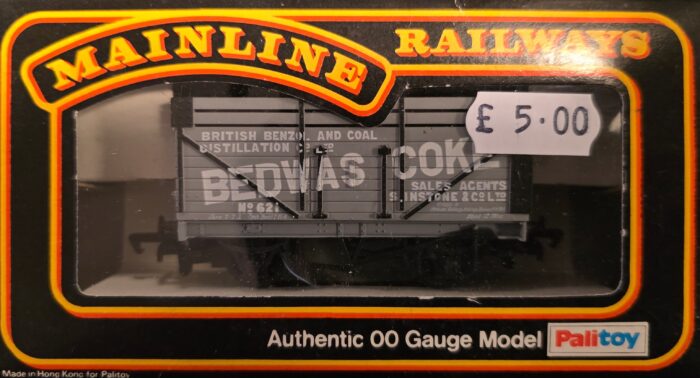 MAINLINE RAILWAYS
£ 5.00
BRITISH BENZOL AND COAL
DISTILLATION CO LTD
BEDWAS COKE
SALES AGENTS
Nº 621 S. INSTONE & CO LTD
Authentic 00 Gauge Model Palitoy
Made in Hong Kong for Palitoy